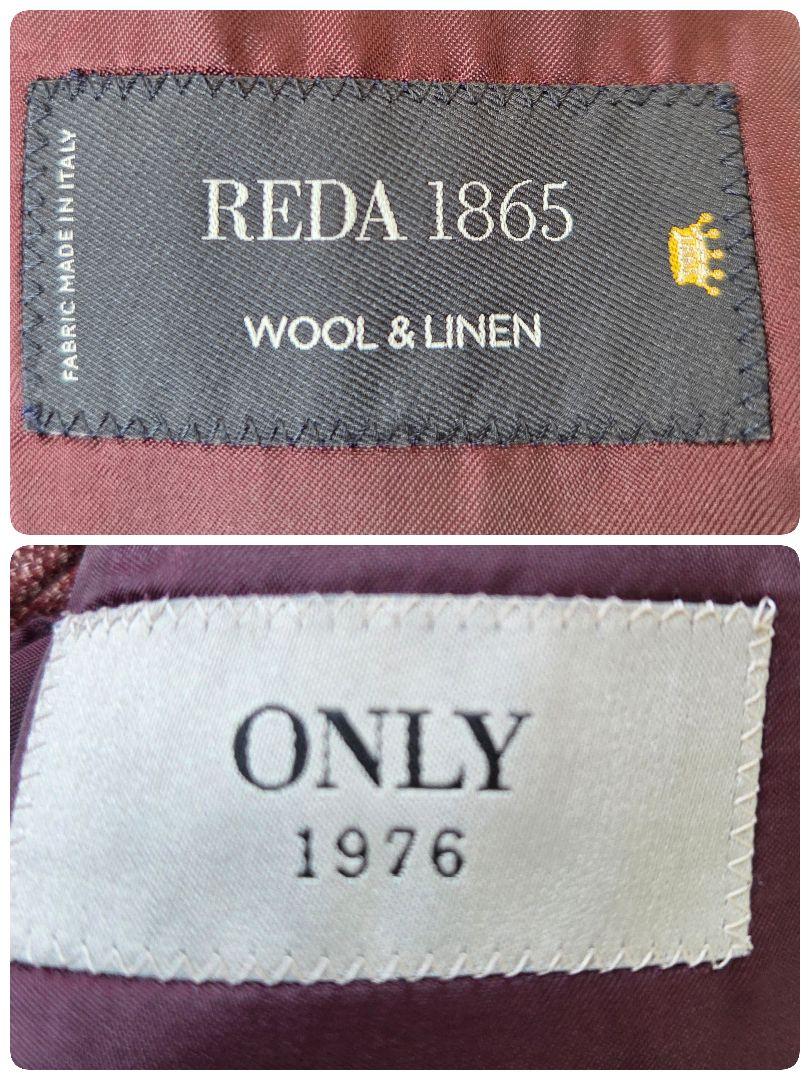 FABRIC MADE IN ITALY
REDA 1865
WOOL & LINEN
ONLY
1976